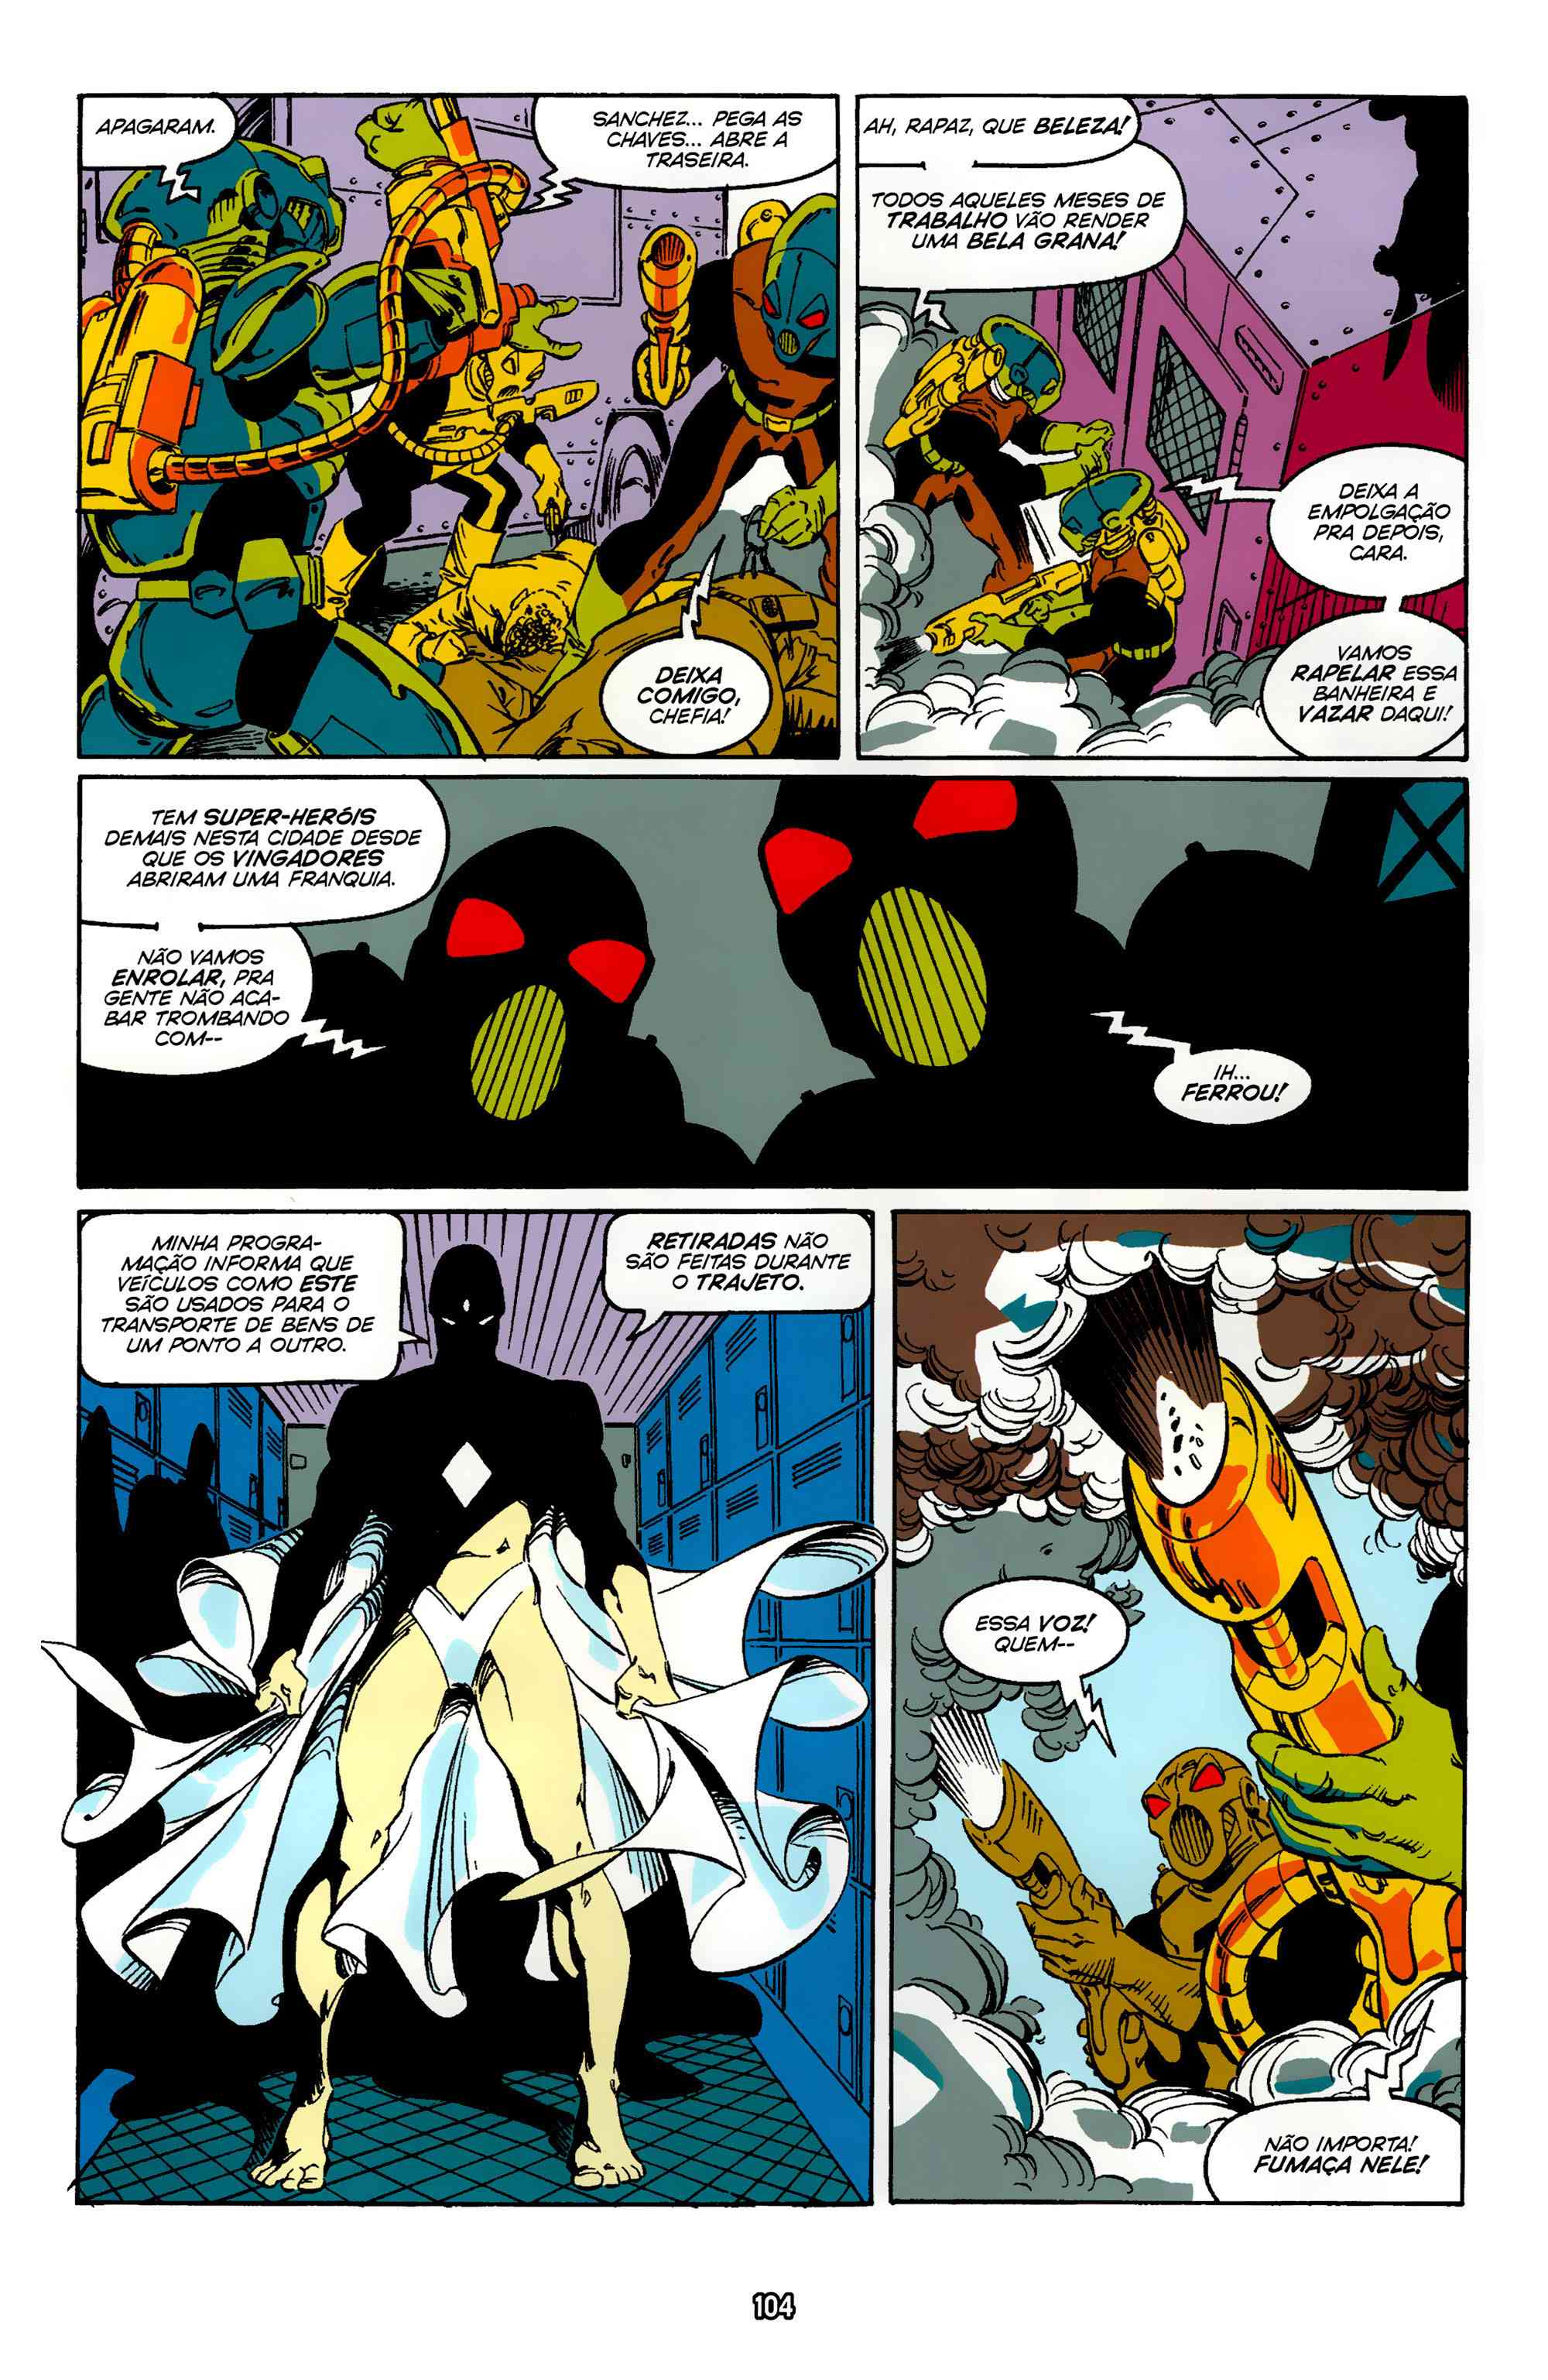 APAGARAM.
SANCHEZ... PEGA AS
CHAVES... ABRE A
TRASEIRA.
DEIXA
COMIGO,
CHEFIA!
AH, RAPAZ, QUE BELEZA!
TODOS AQUELES MESES DE
TRABALHO VÃO RENDER
UMA BELA GRANA!
DEIXA A
EMPOLGAÇÃO
PRA DEPOIS,
CARA.
VAMOS
RAPELAR ESSA
BANHEIRA E
VAZAR DAQUI!
TEM SUPER-HERÓIS
DEMAIS NESTA CIDADE DESDE
QUE OS VINGADORES
ABRIRAM UMA FRANQUIA.
NÃO VAMOS
ENROLAR, PRA
GENTE NÃO ACA-
BAR TROMBANDO
COM--
IH...
FERROU!
MINHA PROGRA-
MAÇÃO INFORMA QUE
VEÍCULOS COMO ESTE
SÃO USADOS PARA O
TRANSPORTE DE BENS DE
UM PONTO A OUTRO.
RETIRADAS NÃO
SÃO FEITAS DURANTE
O TRAJETO.
ESSA VOZ!
QUEM--
NÃO IMPORTA!
FUMAÇA NELE!
104